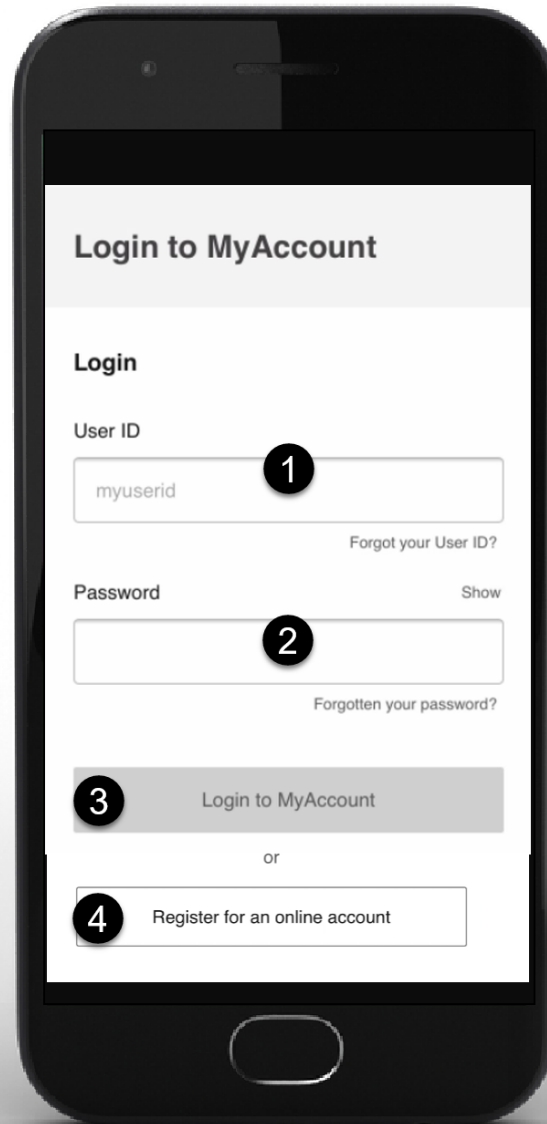 Login to MyAccount
Login
User ID
1
myuserid
Forgot your User ID?
Password Show
2
Forgotten your password?
3 Login to MyAccount
or
4 Register for an online account